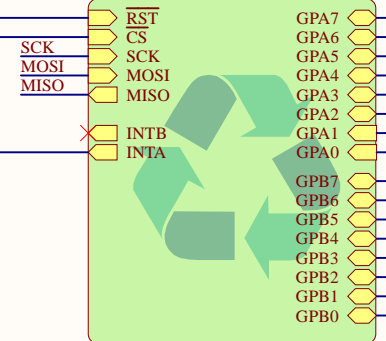 RST GPA7
CS GPA6
SCK SCK GPA5
MOSI MOSI GPA4
MISO MISO GPA3
GPA2
INTB GPA1
INTA GPA0
GPB7
GPB6
GPB5
GPB4
GPB3
GPB2
GPB1
GPB0